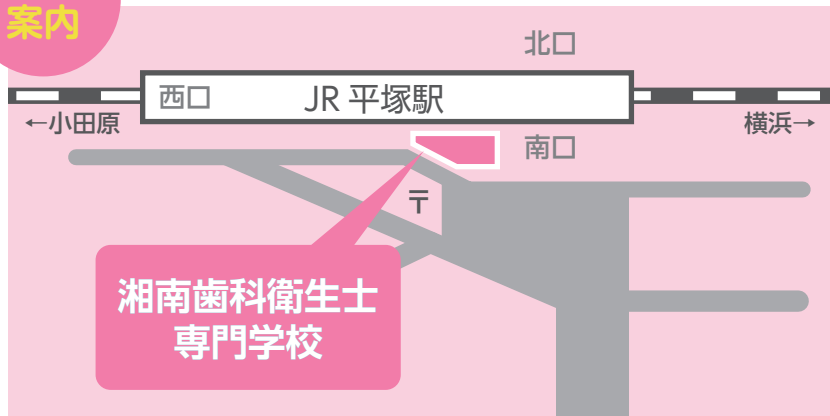 案内
北口
西口
JR 平塚駅
←小田原
横浜→
南口
〒
湘南歯科衛生士
専門学校